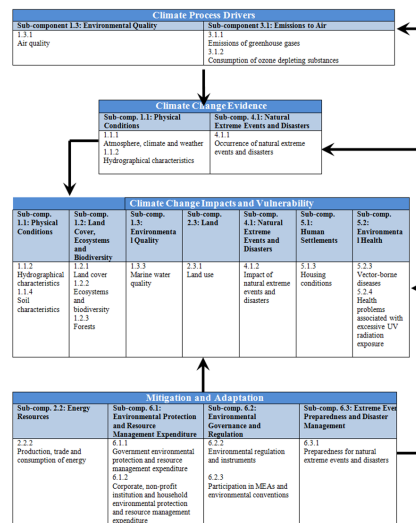 Climate Process Drivers
Sub-component 1.3: Environmental Quality
Sub-component 3.1: Emissions to Air
1.3.1
Air quality
3.1.1
Emissions of greenhouse gases
3.1.2
Consumption of ozone depleting substances
Climate Change Evidence
Sub-comp. 1.1: Physical
Conditions
Sub-comp. 4.1: Natural
Extreme Events and Disasters
1.1.1
Atmosphere, climate and weather
1.1.2
Hydrographical characteristics
4.1.1
Occurrence of natural extreme
events and disasters
Climate Change Impacts and Vulnerability
Sub-comp.
1.1: Physical
Conditions
Sub-comp.
1.2: Land
Cover,
Ecosystems
and
Biodiversity
Sub-comp.
1.3:
Environmenta
l Quality
Sub-comp.
2.3: Land
Sub-comp.
4.1: Natural
Extreme
Events and
Disasters
Sub-comp.
5.1:
Human
Settlements
Sub-comp.
5.2:
Environmenta
l Health
1.1.2
Hydrographical
characteristics
1.1.4
Soil
characteristics
1.2.1
Land cover
1.2.2
Ecosystems
and
biodiversity
1.2.3
Forests
1.3.3
Marine water
quality
2.3.1
Land use
4.1.2
Impact of
natural extreme
events and
disasters
5.1.3
Housing
conditions
5.2.3
Vector-borne
diseases
5.2.4
Health
problems
associated with
excessive UV
radiation
exposure
Mitigation and Adaptation
Sub-comp. 2.2: Energy
Resources
Sub-comp. 6.1:
Environmental Protection
and Resource
Management Expenditure
Sub-comp. 6.2:
Environmental
Governance and
Regulation
Sub-comp. 6.3: Extreme Even
Preparedness and Disaster
Management
2.2.2
Production, trade and
consumption of energy
6.1.1
Government environmental
protection and resource
management expenditure
6.1.2
Corporate, non-profit
institution and household
environmental protection
and resource management
expenditure
6.2.2
Environmental regulation
and instruments
6.2.3
Participation in MEAs and
environmental conventions
6.3.1
Preparedness for natural
extreme events and disasters